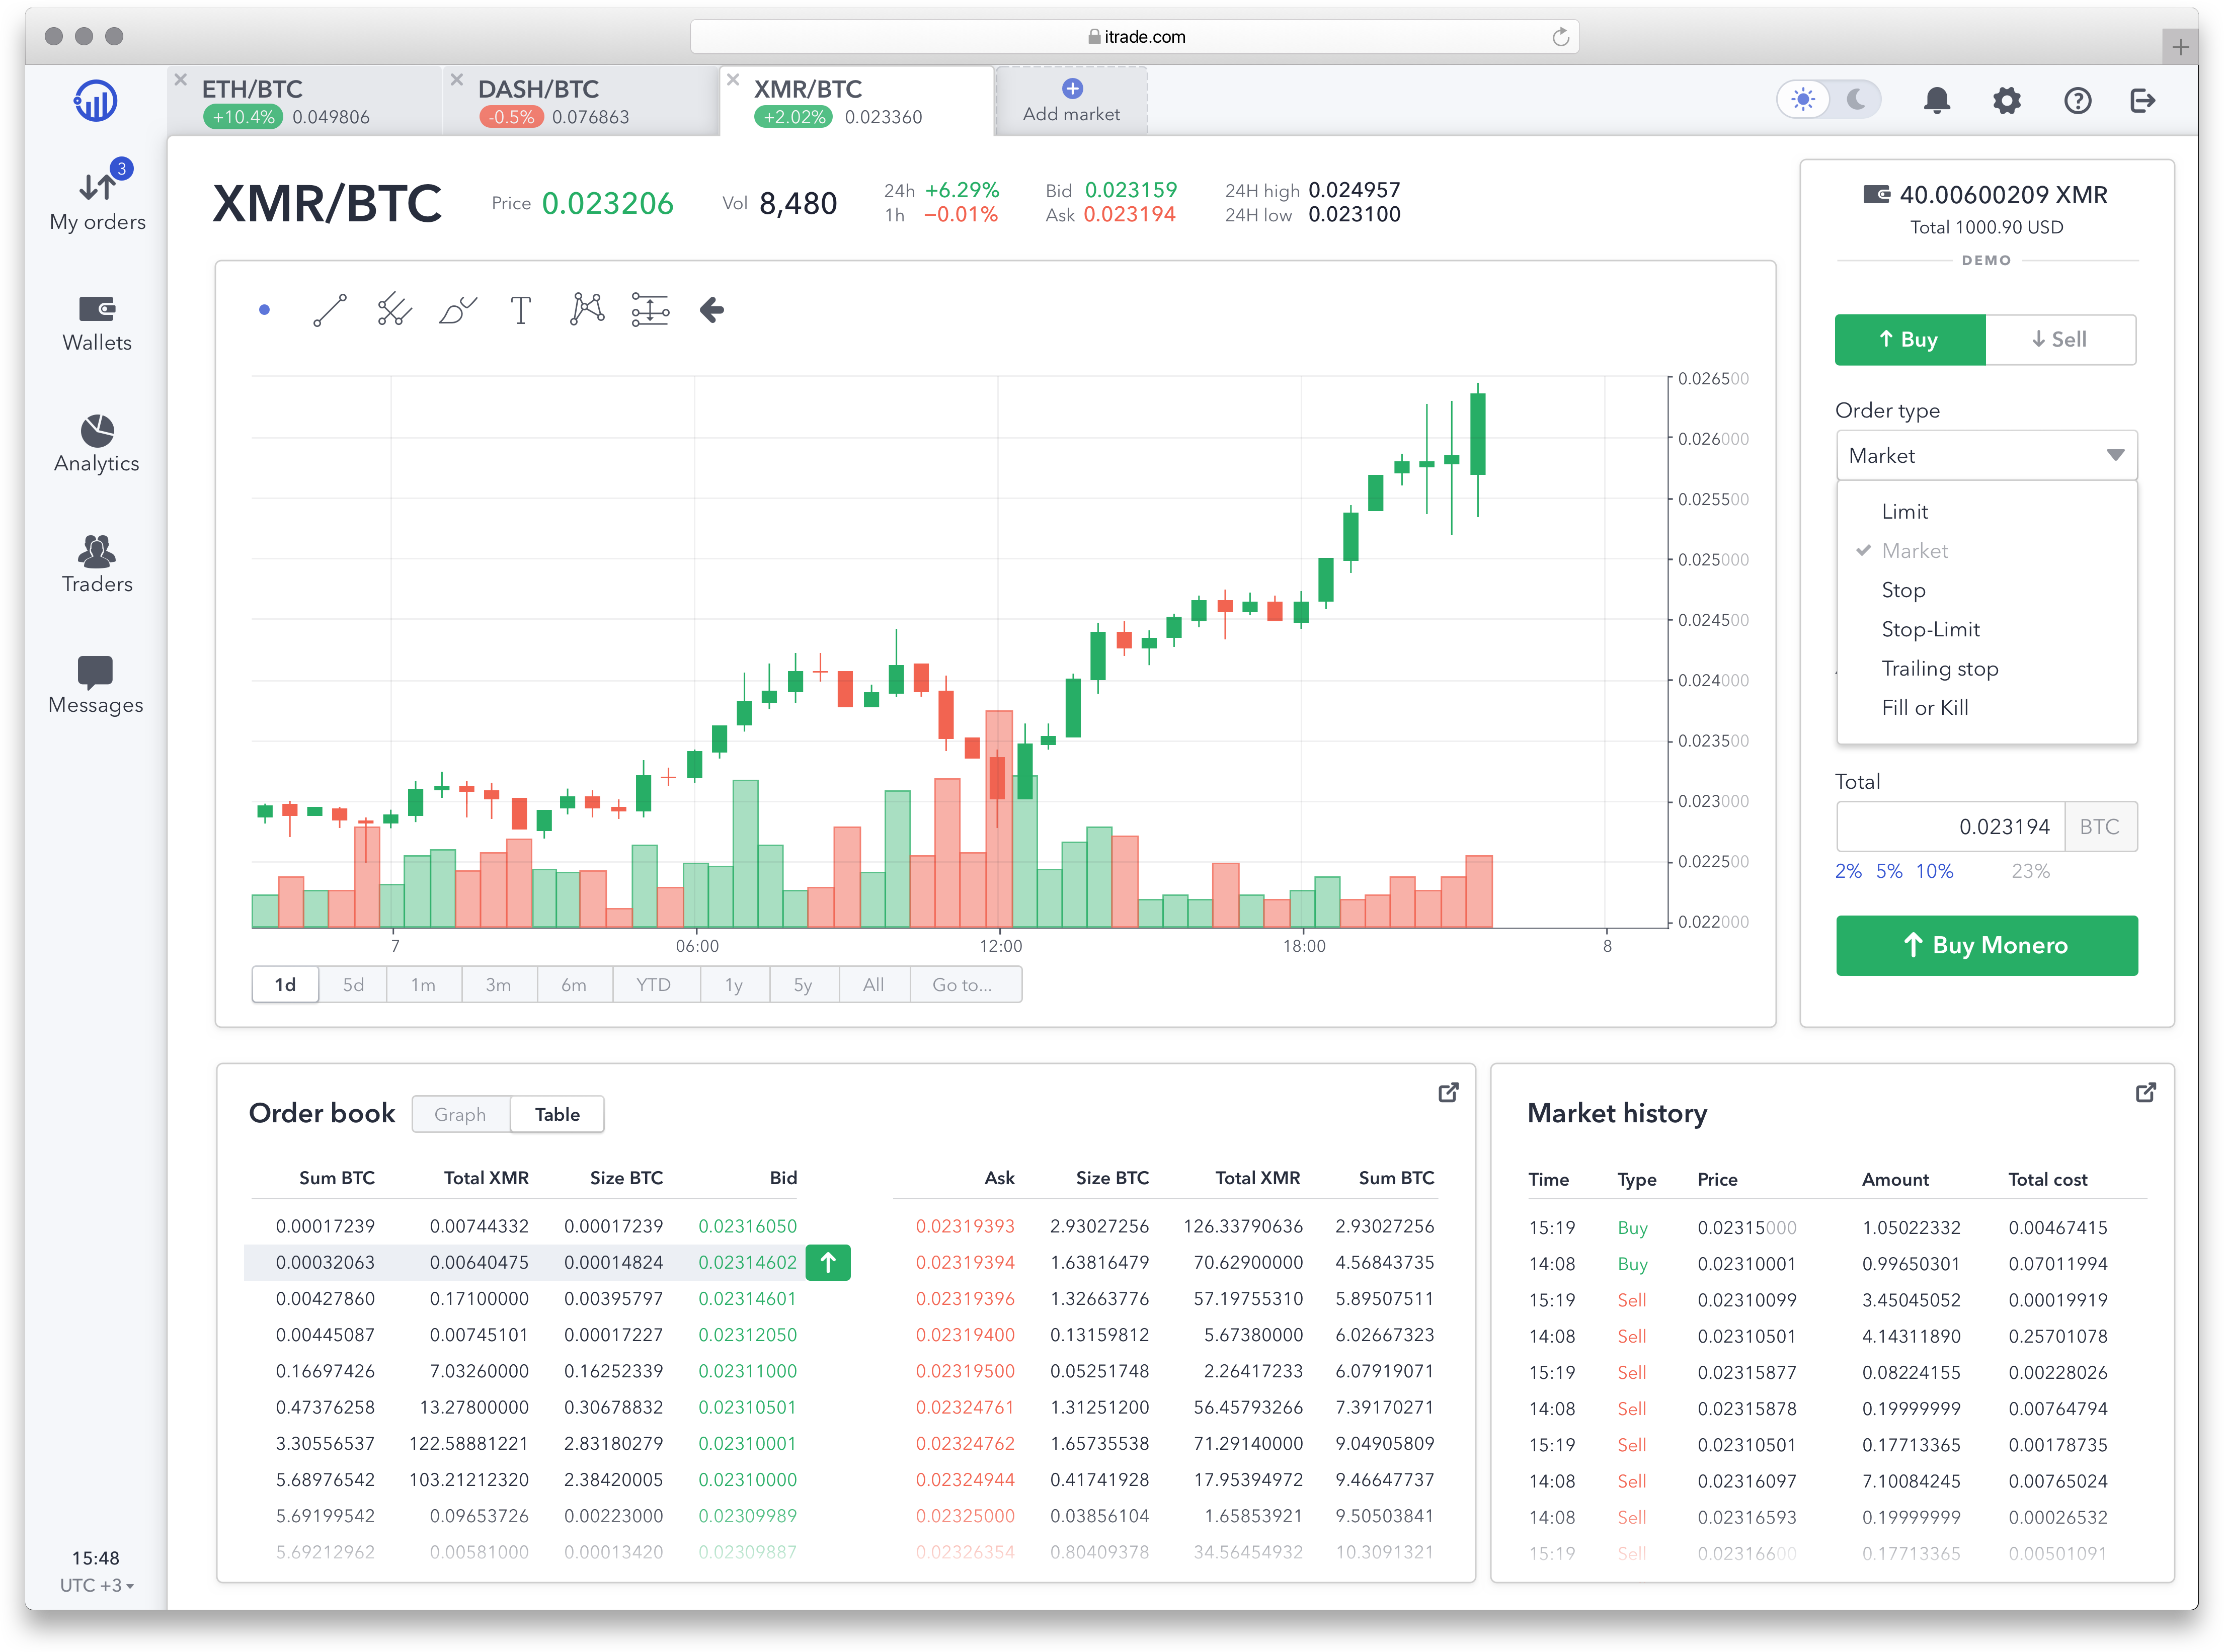 itrade.com
ETH/BTC
+10.4% 0.049806
DASH/BTC
-0.5% 0.076863
XMR/BTC
+2.02% 0.023360
Add market
3
My orders
Wallets
Analytics
Traders
Messages
15:48
UTC +3
XMR/BTC
Price 0.023206
Vol 8,480
24h +6.29%
1h −0.01%
Bid 0.023159
Ask 0.023194
24H high 0.024957
24H low 0.023100
T
0.026500
0.026000
0.025500
0.025000
0.024500
0.024000
0.023500
0.023000
0.022500
0.022000
7 06:00 12:00 18:00 8
1d 5d 1m 3m 6m YTD 1y 5y All Go to...
40.00600209 XMR
Total 1000.90 USD
DEMO
Buy Sell
Order type
Market
Limit
Market
Stop
Stop-Limit
Trailing stop
Fill or Kill
Total
0.023194 BTC
2% 5% 10% 23%
Buy Monero
Order book Graph Table
Sum BTC Total XMR Size BTC Bid Ask Size BTC Total XMR Sum BTC
0.00017239 0.00744332 0.00017239 0.02316050 0.02319393 2.93027256 126.33790636 2.93027256
0.00032063 0.00640475 0.00014824 0.02314602 0.02319394 1.63816479 70.62900000 4.56843735
0.00427860 0.17100000 0.00395797 0.02314601 0.02319396 1.32663776 57.19755310 5.89507511
0.00445087 0.00745101 0.00017227 0.02312050 0.02319400 0.13159812 5.67380000 6.02667323
0.16697426 7.03260000 0.16252339 0.02311000 0.02319500 0.05251748 2.26417233 6.07919071
0.47376258 13.27800000 0.30678832 0.02310501 0.02324761 1.31251200 56.45793266 7.39170271
3.30556537 122.58881221 2.83180279 0.02310001 0.02324762 1.65735538 71.29140000 9.04905809
5.68976542 103.21212320 2.38420005 0.02310000 0.02324944 0.41741928 17.95394972 9.46647737
5.69199542 0.09653726 0.00223000 0.02309989 0.02325000 0.03856104 1.65853921 9.50503841
5.69212962 0.00581000 0.00013420 0.02309887 0.02326354 0.80409378 34.56454932 10.3091321
Market history
Time Type Price Amount Total cost
15:19 Buy 0.02315000 1.05022332 0.00467415
14:08 Buy 0.02310001 0.99650301 0.07011994
15:19 Sell 0.02310099 3.45045052 0.00019919
14:08 Sell 0.02310501 4.14311890 0.25701078
15:19 Sell 0.02315877 0.08224155 0.00228026
14:08 Sell 0.02315878 0.19999999 0.00764794
15:19 Sell 0.02310501 0.17713365 0.00178735
14:08 Sell 0.02316097 7.10084245 0.00765024
14:08 Sell 0.02316593 0.19999999 0.00026532
15:19 Sell 0.02316600 0.17713365 0.00501091